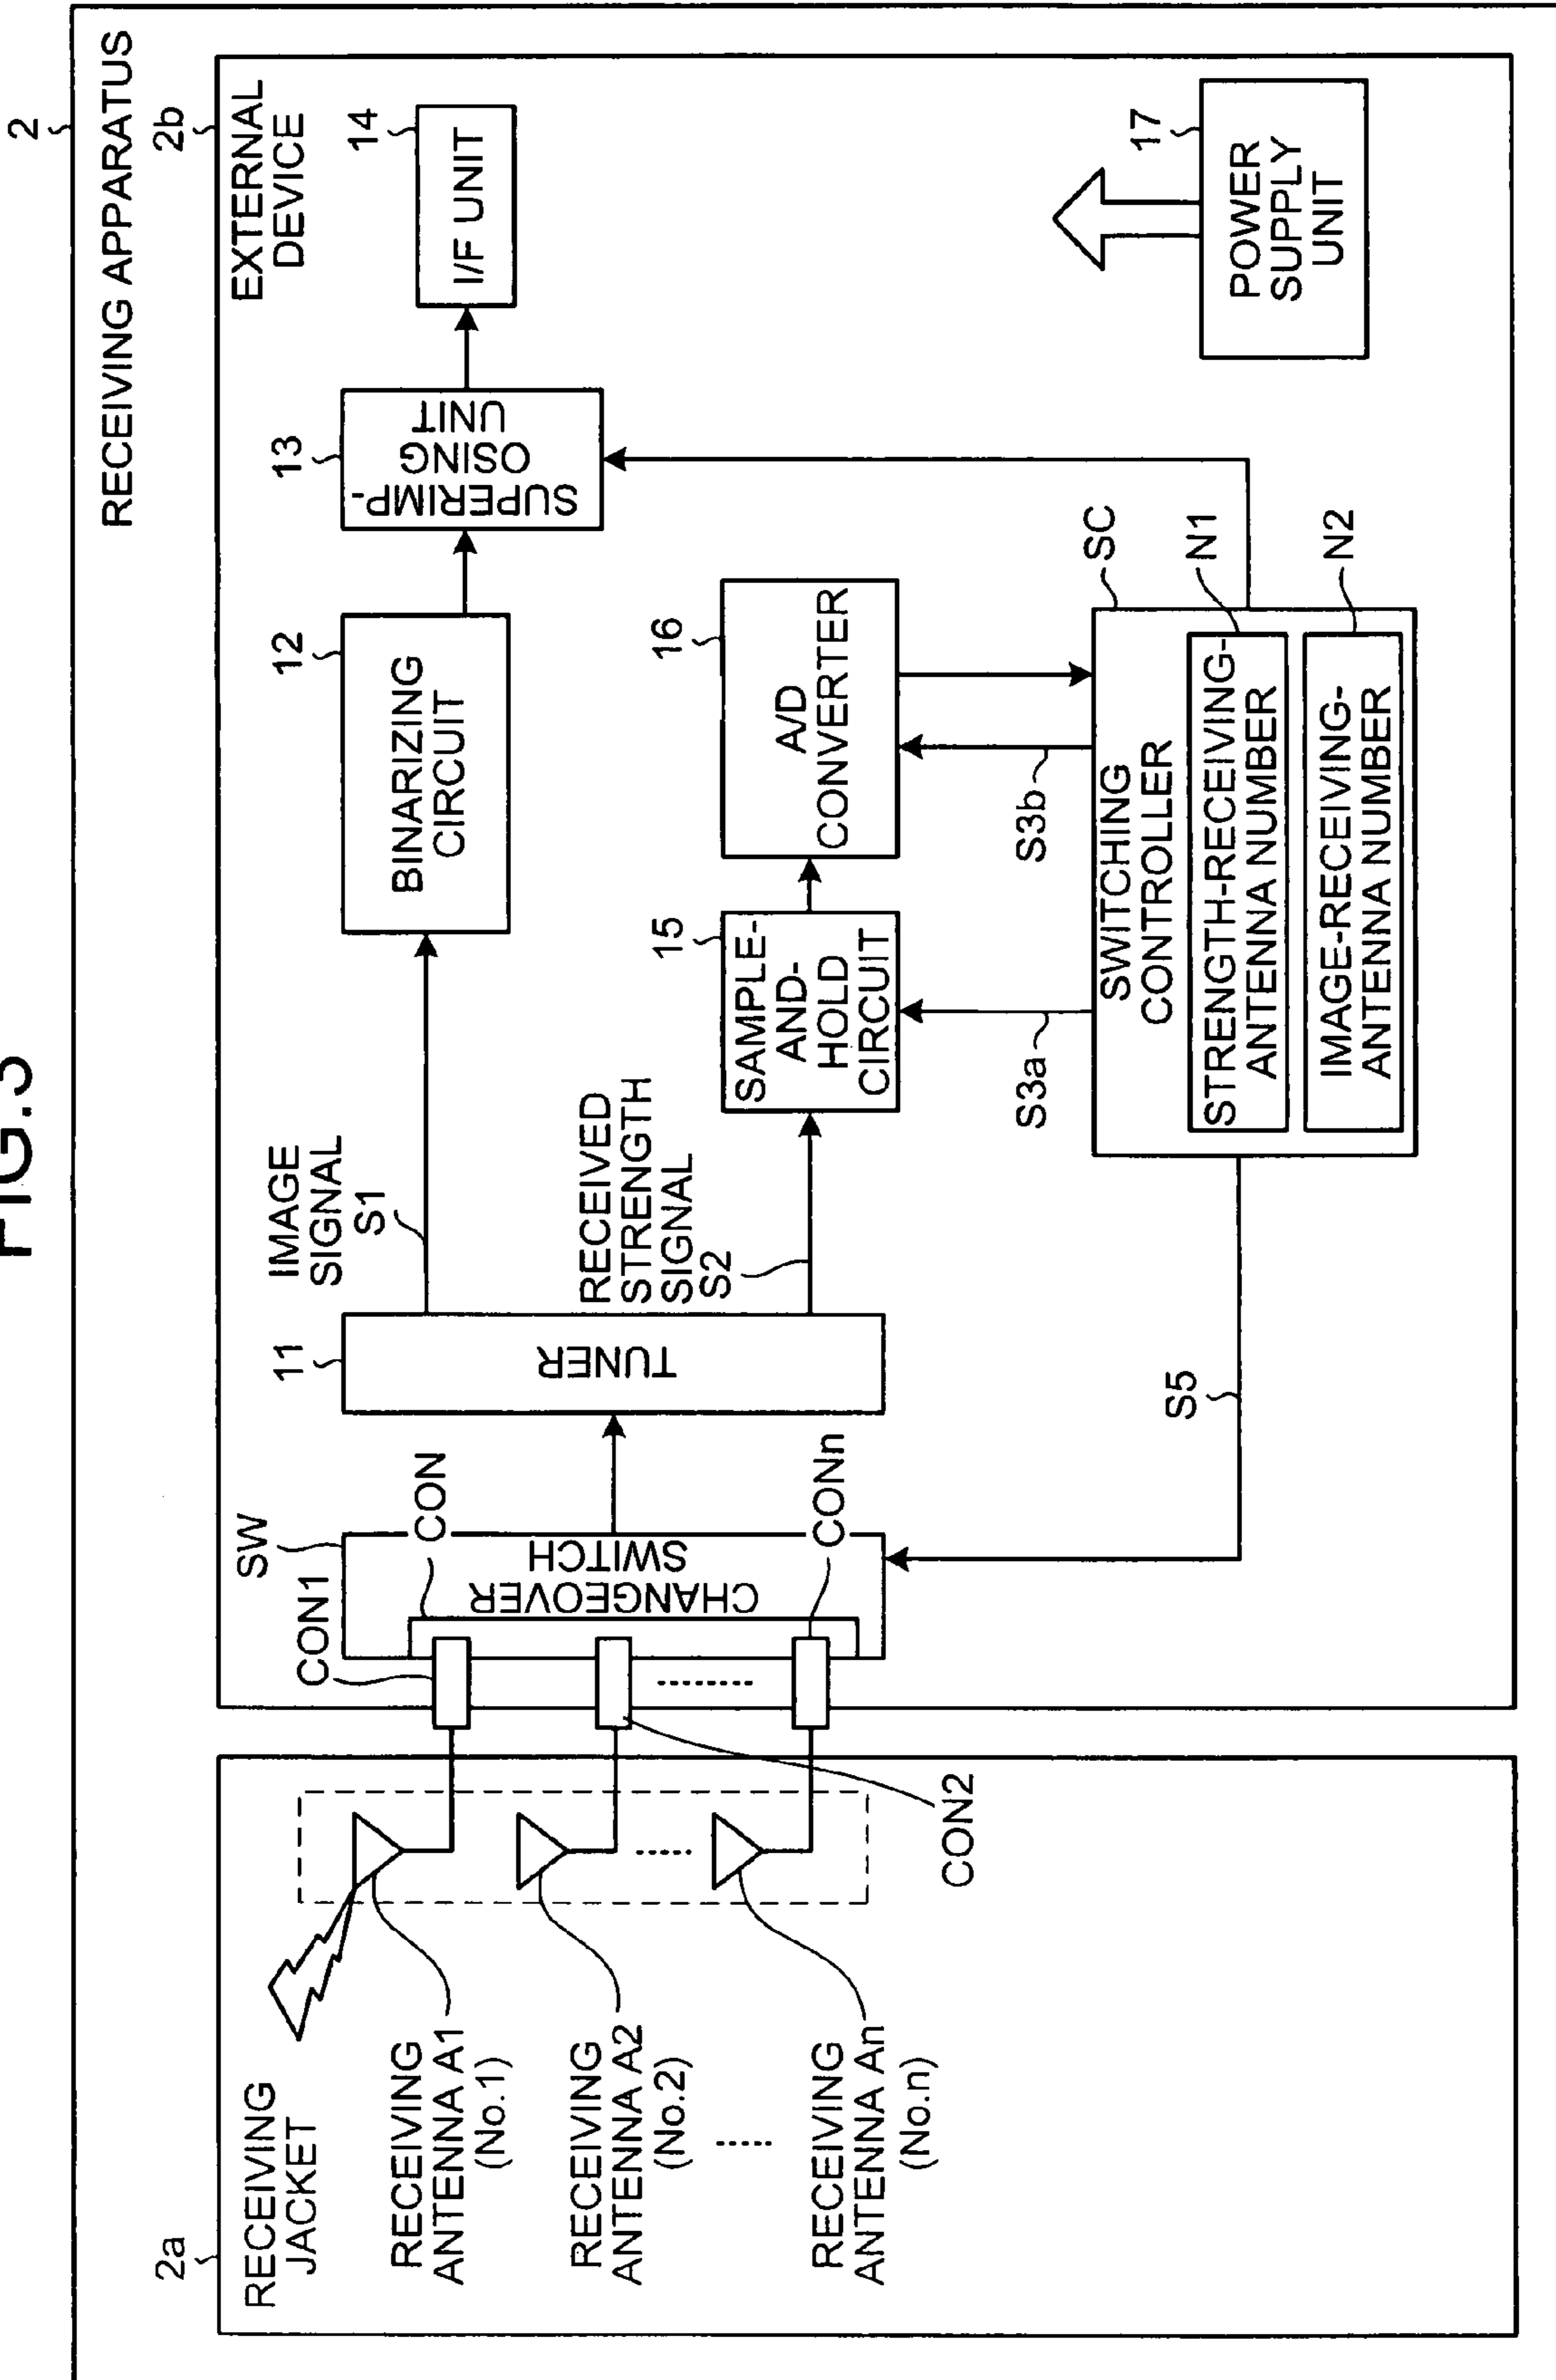 FIG.3
2
RECEIVING APPARATUS
2a
RECEIVING
JACKET
RECEIVING
ANTENNA A1
(No.1)
RECEIVING
ANTENNA A2
(No.2)
RECEIVING
ANTENNA An
(No.n)
2b
EXTERNAL
DEVICE
CON1
CON2
CONn
CON
SW
CHANGEOVER
SWITCH
11
TUNER
IMAGE
SIGNAL
S1
RECEIVED
STRENGTH
SIGNAL
S2
12
BINARIZING
CIRCUIT
13
SUPERIMP-
OSING
UNIT
14
I/F UNIT
15
SAMPLE-
AND-
HOLD
CIRCUIT
16
A/D
CONVERTER
S3a
S3b
S5
SC
SWITCHING
CONTROLLER
N1
STRENGTH-RECEIVING-
ANTENNA NUMBER
N2
IMAGE-RECEIVING-
ANTENNA NUMBER
17
POWER
SUPPLY
UNIT